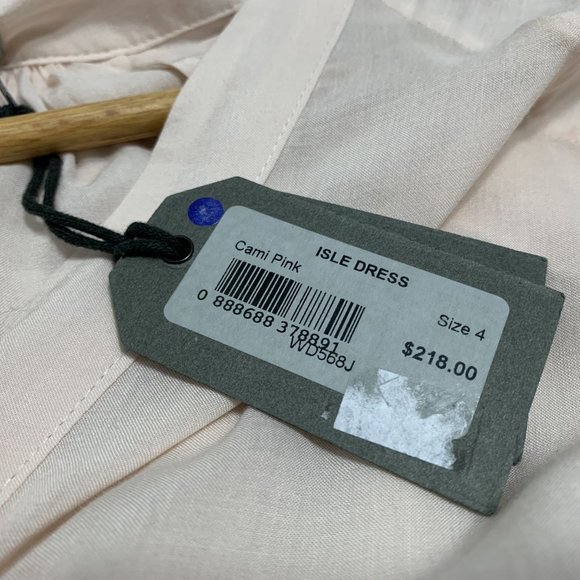 ISLE DRESS
Cami Pink
Size 4
0 888688 378891
WD568J
$218.00